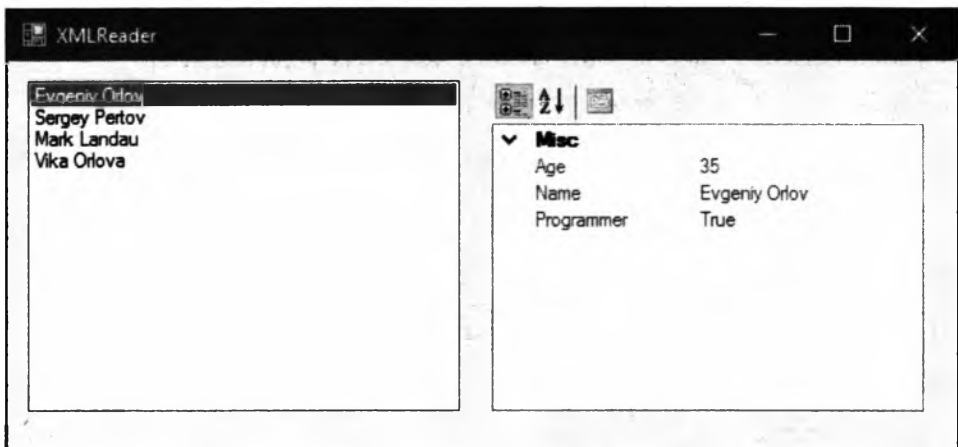 XMLReader
Evgeniy Orlov
Sergey Pertov
Mark Landau
Vika Orlova
A Z
Misc
Age 35
Name Evgeniy Orlov
Programmer True